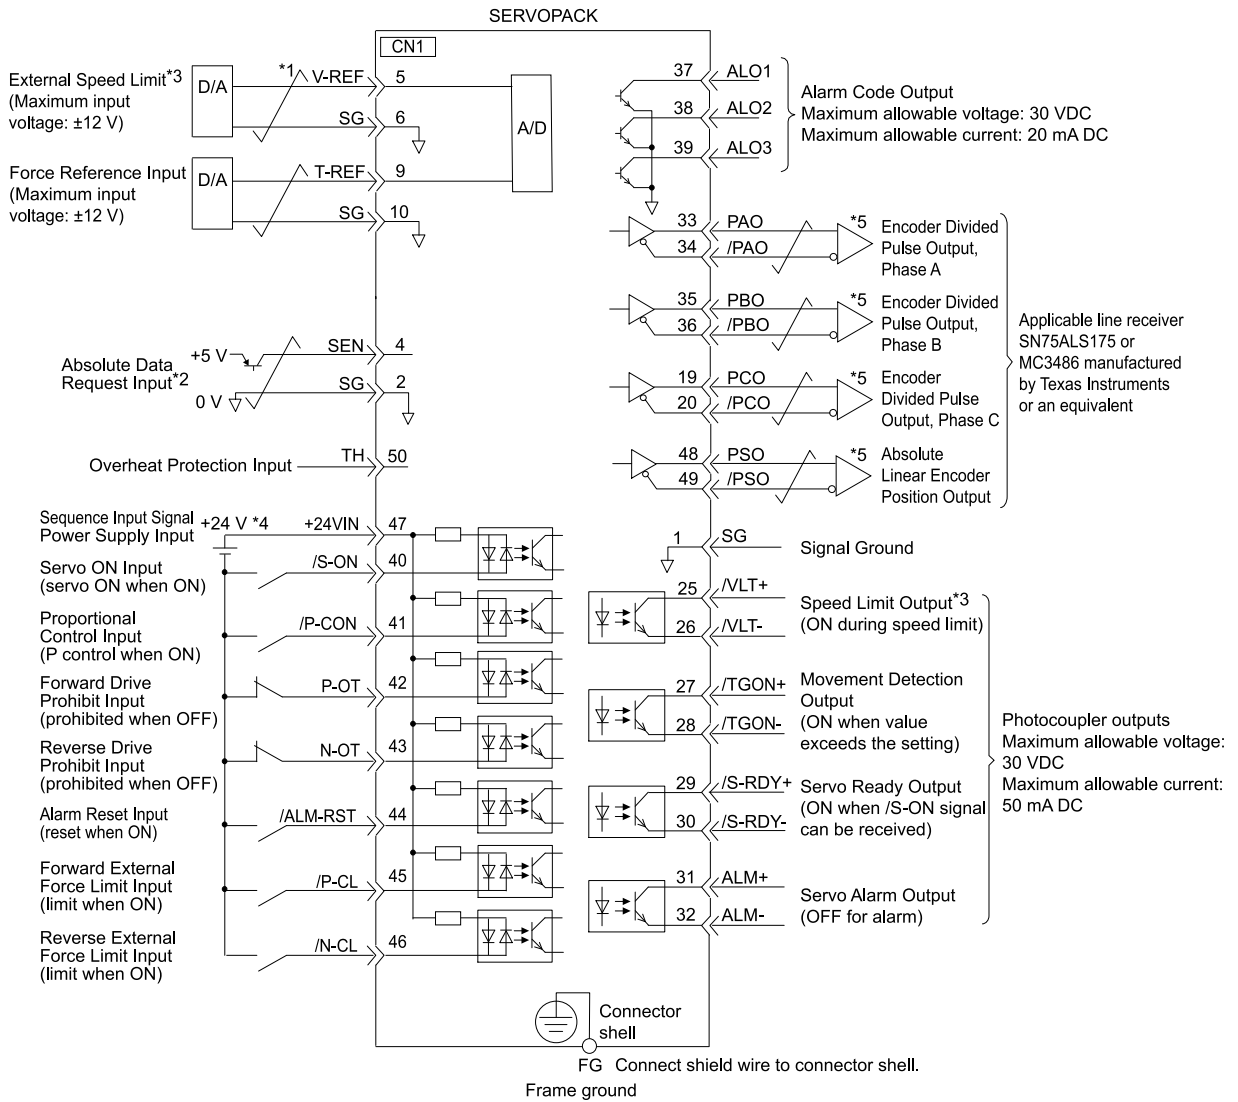 SERVOPACK
CN1
External Speed Limit*3
(Maximum input
voltage: ±12 V)
D/A
*1
V-REF
5
SG
6
A/D
Force Reference Input
(Maximum input
voltage: ±12 V)
D/A
T-REF
9
SG
10
Absolute Data
Request Input*2
+5 V
0 V
SEN
4
SG
2
Overheat Protection Input
TH
50
Sequence Input Signal
Power Supply Input
+24 V *4
+24VIN
47
Servo ON Input
(servo ON when ON)
/S-ON
40
Proportional
Control Input
(P control when ON)
/P-CON
41
Forward Drive
Prohibit Input
(prohibited when OFF)
P-OT
42
Reverse Drive
Prohibit Input
(prohibited when OFF)
N-OT
43
Alarm Reset Input
(reset when ON)
/ALM-RST
44
Forward External
Force Limit Input
(limit when ON)
/P-CL
45
Reverse External
Force Limit Input
(limit when ON)
/N-CL
46
37
ALO1
38
ALO2
39
ALO3
Alarm Code Output
Maximum allowable voltage: 30 VDC
Maximum allowable current: 20 mA DC
33
PAO
34
/PAO
*5
Encoder Divided
Pulse Output,
Phase A
35
PBO
36
/PBO
*5
Encoder Divided
Pulse Output,
Phase B
19
PCO
20
/PCO
*5
Encoder
Divided Pulse
Output, Phase C
48
PSO
49
/PSO
*5
Absolute
Linear Encoder
Position Output
Applicable line receiver
SN75ALS175 or
MC3486 manufactured
by Texas Instruments
or an equivalent
1
SG
Signal Ground
25
/VLT+
26
/VLT-
Speed Limit Output*3
(ON during speed limit)
27
/TGON+
28
/TGON-
Movement Detection
Output
(ON when value
exceeds the setting)
29
/S-RDY+
30
/S-RDY-
Servo Ready Output
(ON when /S-ON signal
can be received)
31
ALM+
32
ALM-
Servo Alarm Output
(OFF for alarm)
Photocoupler outputs
Maximum allowable voltage:
30 VDC
Maximum allowable current:
50 mA DC
Connector
shell
FG Connect shield wire to connector shell.
Frame ground